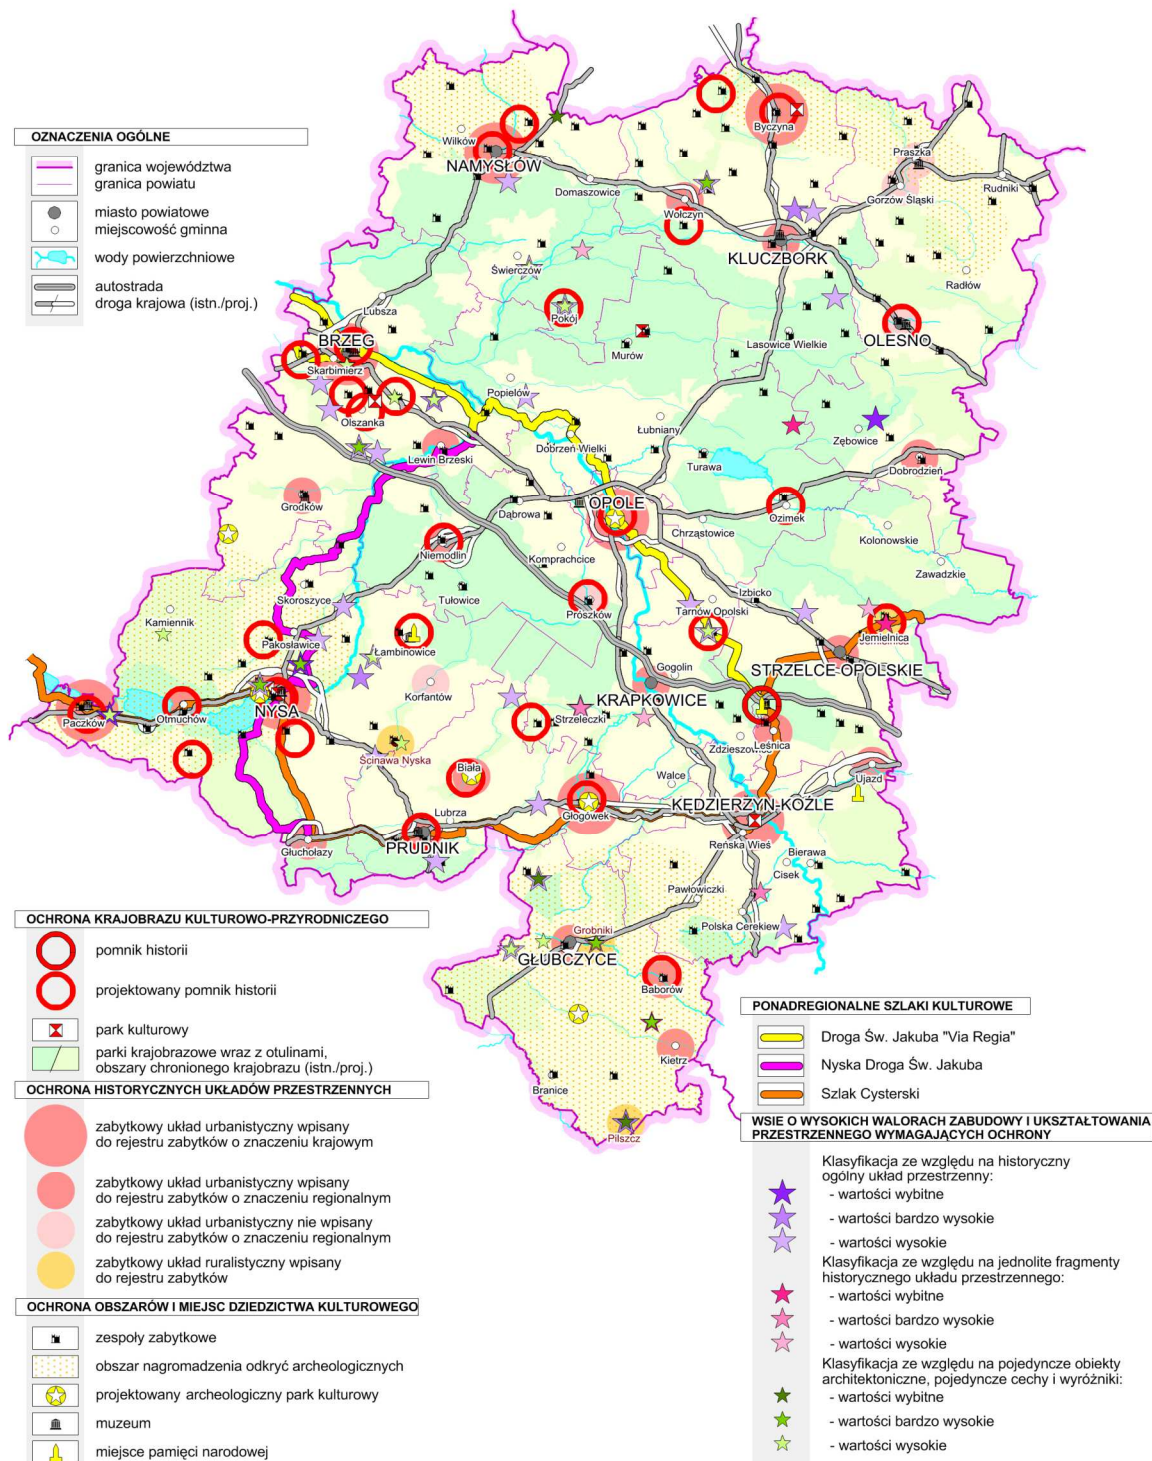 OZNACZENIA OGÓLNE
granica województwa
granica powiatu
miasto powiatowe
miejscowość gminna
wody powierzchniowe
autostrada
droga krajowa (istn./proj.)
Byczyna
Wilków
NAMYSŁÓW
Praszka
Rudniki
Domaszowice
Gorzów Śląski
Wołczyn
KLUCZBORK
Świerczów
Radłów
Lubsza
Pokój
BRZEG
OLESNO
Murów
Lasowice Wielkie
Skarbimierz
Popielów
Olszanka
Łubniany
Zębowice
Lewin Brzeski
Dobrzeń Wielki
Turawa
Dobrodzień
Grodków
OPOLE
Dąbrowa
Ozimek
Chrząstowice
Kolonowskie
Niemodlin
Komprachcice
Zawadzkie
Skoroszyce
Tułowice
Izbicko
Kamiennik
Prószków
Tarnów Opolski
Jemielnica
Pakosławice
Łambinowice
STRZELCE OPOLSKIE
Gogolin
Korfantów
KRAPKOWICE
NYSA
Paczków
Otmuchów
Strzeleczki
Leśnica
Zdzieszowice
Ścinawa Nyska
Biała
Walce
Ujazd
KĘDZIERZYN-KOŹLE
Lubrza
Głogówek
PRUDNIK
Głuchołazy
Reńska Wieś
Bierawa
Cisek
Pawłowiczki
Grobniki
Polska Cerekiew
GŁUBCZYCE
Baborów
Kietrz
Branice
Pilszcz
OCHRONA KRAJOBRAZU KULTUROWO-PRZYRODNICZEGO
pomnik historii
projektowany pomnik historii
park kulturowy
parki krajobrazowe wraz z otulinami,
obszary chronionego krajobrazu (istn./proj.)
OCHRONA HISTORYCZNYCH UKŁADÓW PRZESTRZENNYCH
zabytkowy układ urbanistyczny wpisany
do rejestru zabytków o znaczeniu krajowym
zabytkowy układ urbanistyczny wpisany
do rejestru zabytków o znaczeniu regionalnym
zabytkowy układ urbanistyczny nie wpisany
do rejestru zabytków o znaczeniu regionalnym
zabytkowy układ ruralistyczny wpisany
do rejestru zabytków
OCHRONA OBSZARÓW I MIEJSC DZIEDZICTWA KULTUROWEGO
zespoły zabytkowe
obszar nagromadzenia odkryć archeologicznych
projektowany archeologiczny park kulturowy
muzeum
miejsce pamięci narodowej
PONADREGIONALNE SZLAKI KULTUROWE
Droga Św. Jakuba "Via Regia"
Nyska Droga Św. Jakuba
Szlak Cysterski
WSIE O WYSOKICH WALORACH ZABUDOWY I UKSZTAŁTOWANIA
PRZESTRZENNEGO WYMAGAJĄCYCH OCHRONY
Klasyfikacja ze względu na historyczny
ogólny układ przestrzenny:
- wartości wybitne
- wartości bardzo wysokie
- wartości wysokie
Klasyfikacja ze względu na jednolite fragmenty
historycznego układu przestrzennego:
- wartości wybitne
- wartości bardzo wysokie
- wartości wysokie
Klasyfikacja ze względu na pojedyncze obiekty
architektoniczne, pojedyncze cechy i wyróżniki:
- wartości wybitne
- wartości bardzo wysokie
- wartości wysokie